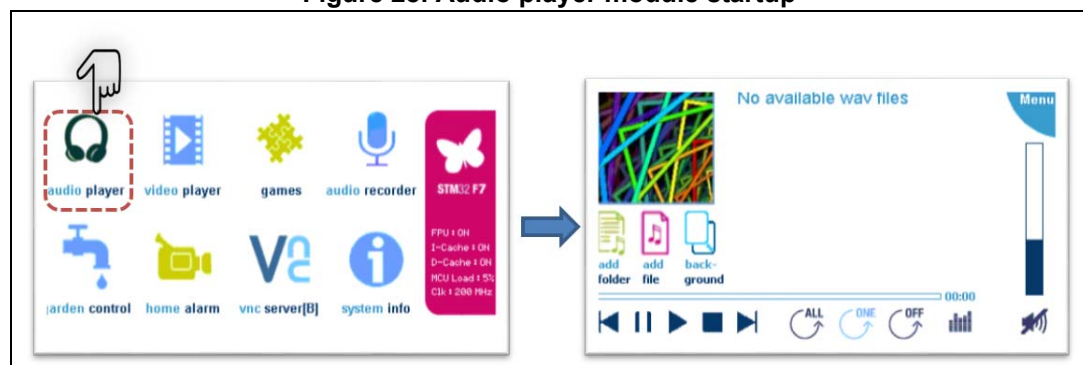 Figure 28. Audio player module startup
audio player
video player
games
audio recorder
STM32 F7
FPU : ON
I-Cache : ON
D-Cache : ON
MCU Load : 5%
Clk : 200 MHz
arden control
home alarm
vnc server[B]
system info
No available wav files
Menu
add folder
add file
back-
ground
00:00
ALL
ONE
OFF